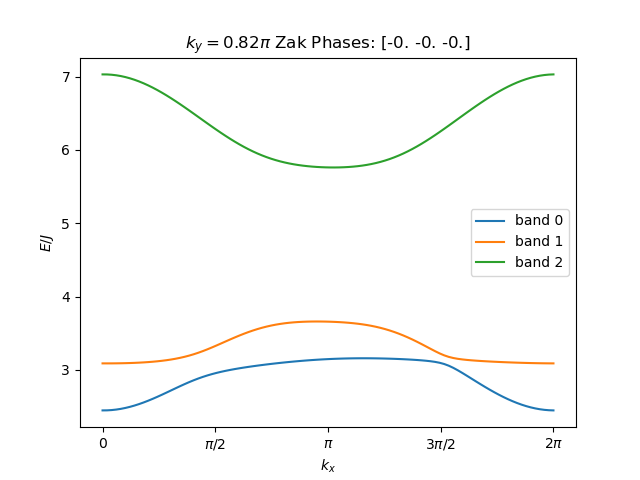 k_y = 0.82π Zak Phases: [-0. -0. -0.]
7
6
5
4
3
E/J
band 0
band 1
band 2
0 π/2 π 3π/2 2π
k_x